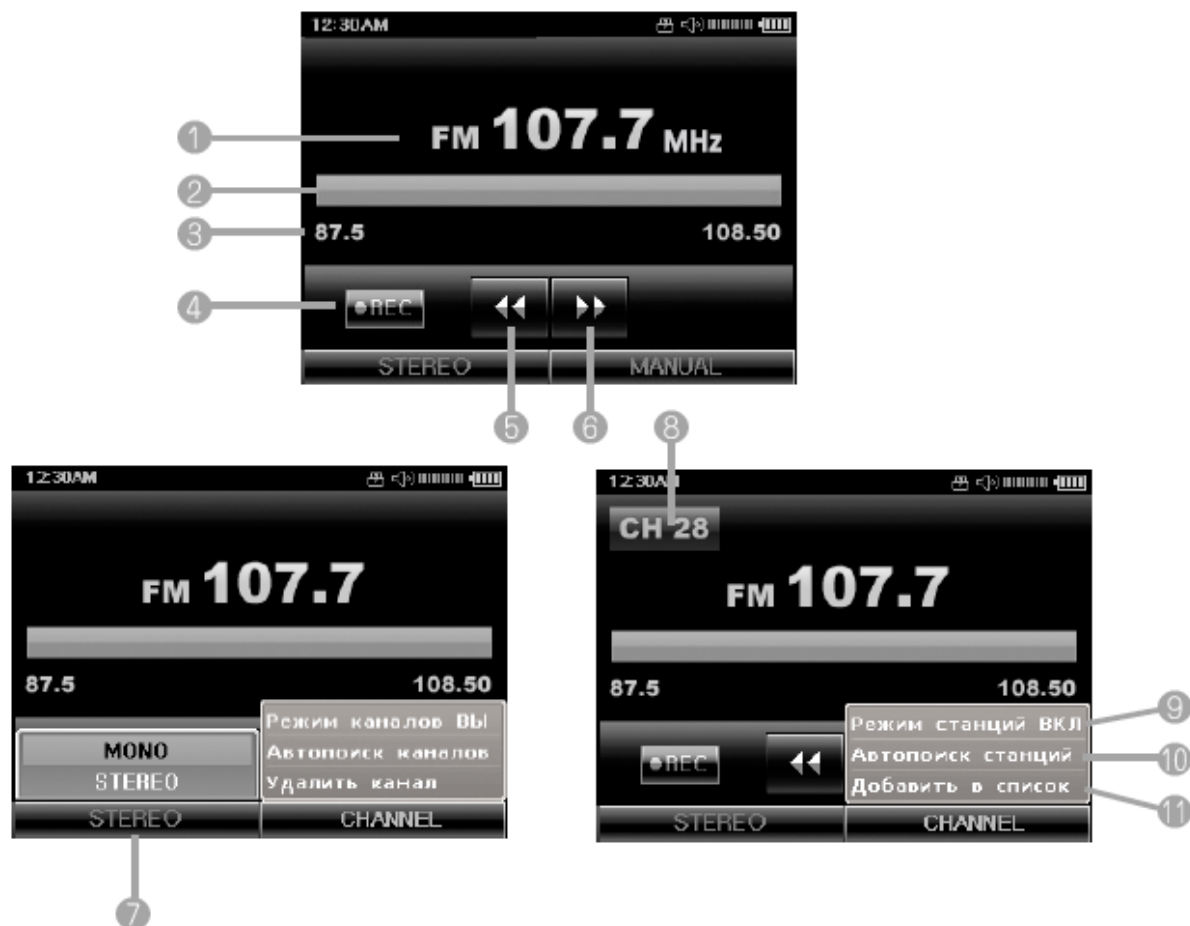 12:30AM
FM 107.7 MHz
87.5 108.50
REC
STEREO MANUAL
1
2
3
4
5
6
8
12:30AM
FM 107.7
87.5 108.50
Режим каналов ВЫ
MONO Автопоиск каналов
STEREO Удалить канал
STEREO CHANNEL
7
12:30A
CH 28
FM 107.7
87.5 108.50
Режим станций ВКЛ
REC Автопоиск станций
Добавить в список
STEREO CHANNEL
9
10
11